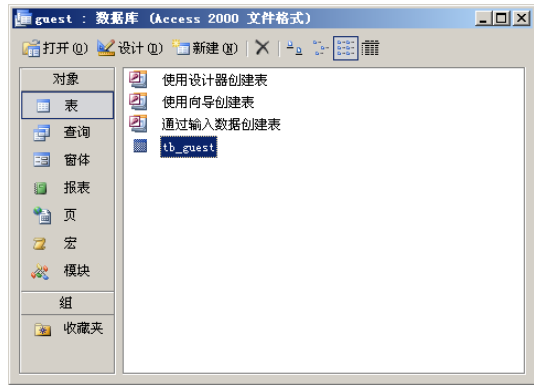 guest : 数据库 (Access 2000 文件格式)
打开(O) 设计(D) 新建(N)
对象
表
查询
窗体
报表
页
宏
模块
组
收藏夹
使用设计器创建表
使用向导创建表
通过输入数据创建表
tb_guest